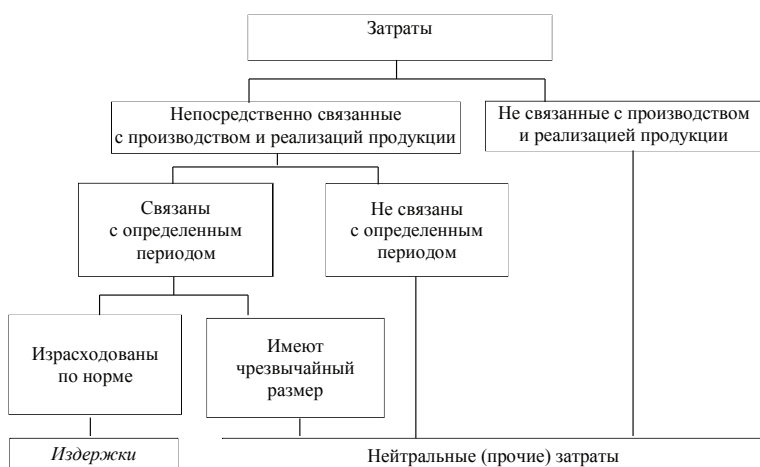 Затраты
Непосредственно связанные
с производством и реализаций продукции
Не связанные с производством
и реализацией продукции
Связаны
с определенным
периодом
Не связаны
с определенным
периодом
Израсходованы
по норме
Имеют
чрезвычайный
размер
Издержки
Нейтральные (прочие) затраты